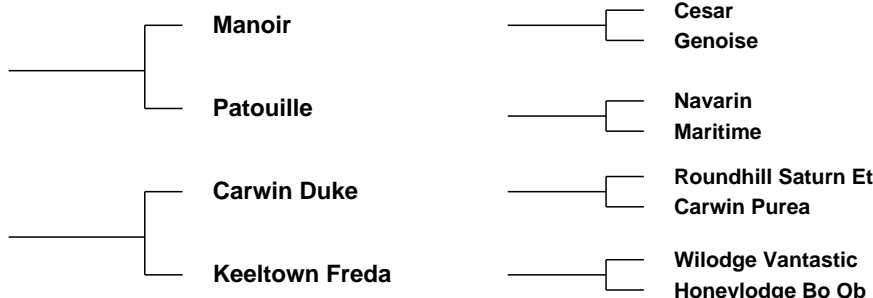 Cesar
Manoir
Genoise
Navarin
Patouille
Maritime
Roundhill Saturn Et
Carwin Duke
Carwin Purea
Wilodge Vantastic
Keeltown Freda
Honeylodge Bo Ob